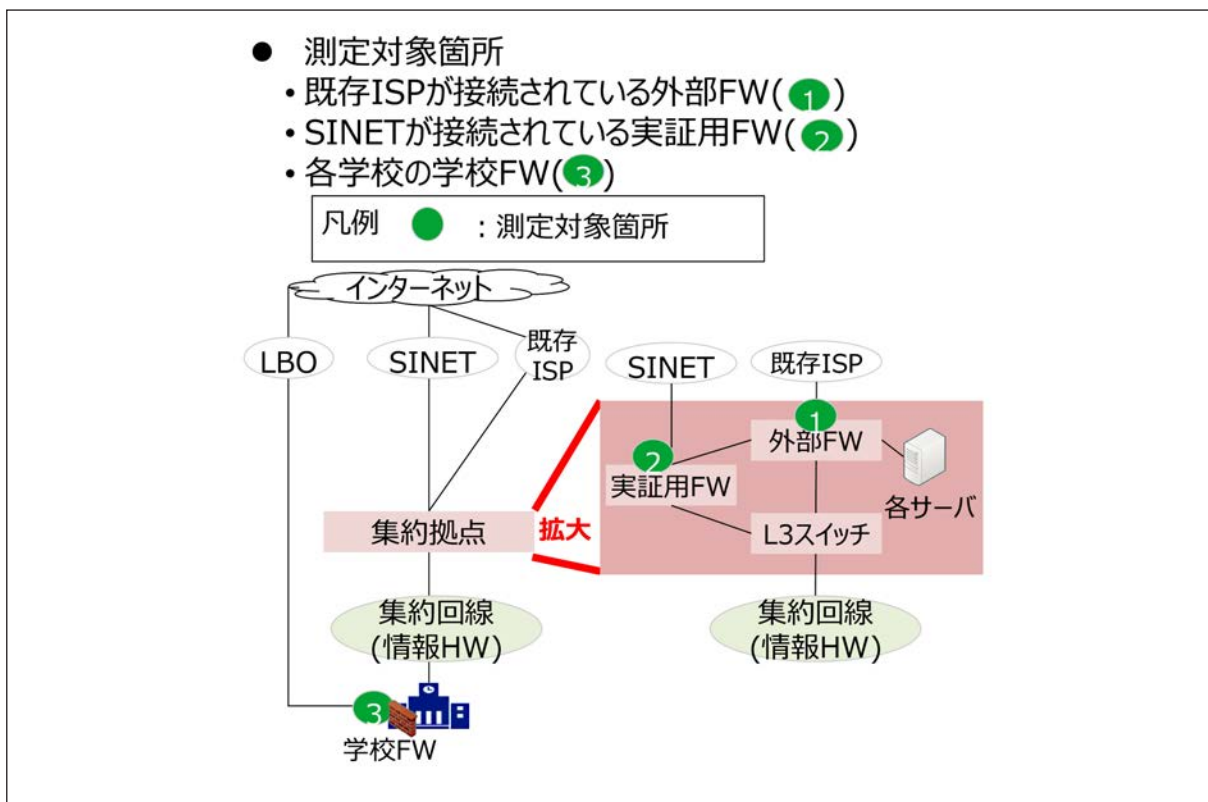 ● 測定対象箇所
・既存ISPが接続されている外部FW(1)
・SINETが接続されている実証用FW(2)
・各学校の学校FW(3)
凡例 ●：測定対象箇所
インターネット
LBO
SINET
既存
ISP
SINET
既存ISP
1
外部FW
2
実証用FW
各サーバ
集約拠点
拡大
L3スイッチ
集約回線
(情報HW)
集約回線
(情報HW)
3
学校FW